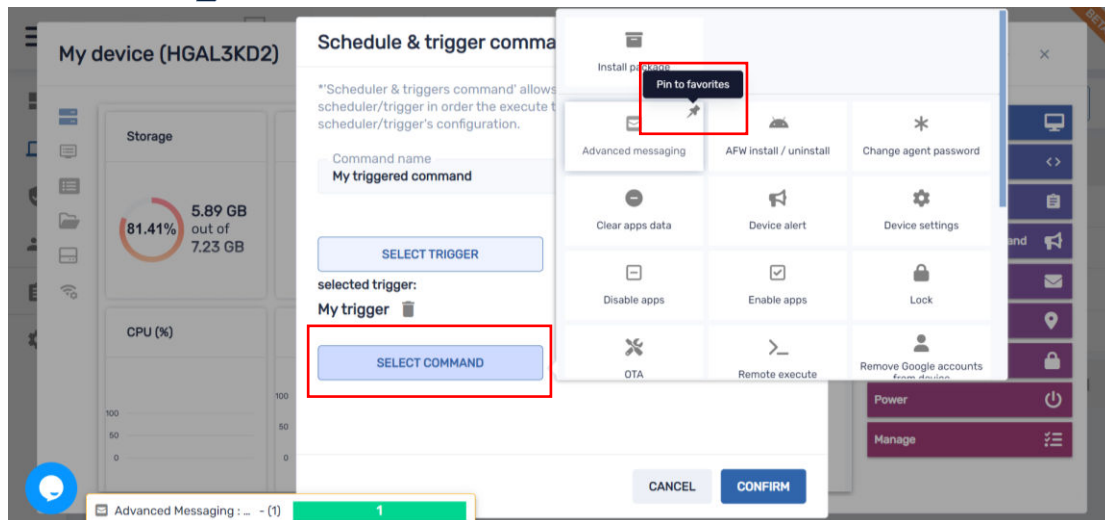 BETA
My device (HGAL3KD2)
Storage
81.41%
5.89 GB
out of
7.23 GB
CPU (%)
100
50
0
100
50
0
Schedule & trigger comma
*'Scheduler & triggers command' allows
scheduler/trigger in order the execute t
scheduler/trigger's configuration.
Command name
My triggered command
SELECT TRIGGER
selected trigger:
My trigger
SELECT COMMAND
CANCEL
CONFIRM
Install package
Pin to favorites
Advanced messaging
AFW install / uninstall
Change agent password
Clear apps data
Device alert
Device settings
Disable apps
Enable apps
Lock
OTA
Remote execute
Remove Google accounts
from device
and
Power
Manage
Advanced Messaging : ... - (1)
1